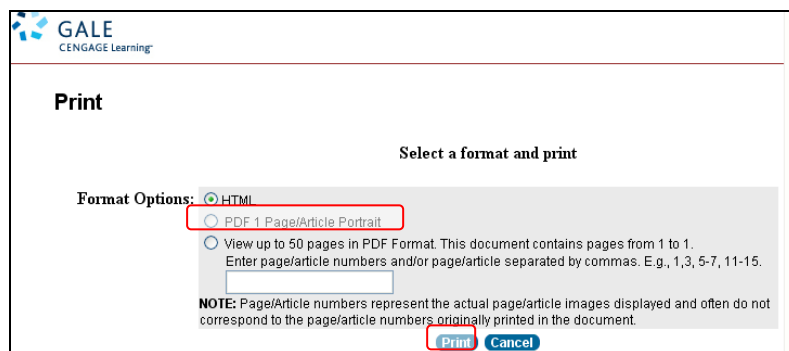 GALE
CENGAGE Learning™
Print
Select a format and print
Format Options: HTML
PDF 1 Page/Article Portrait
View up to 50 pages in PDF Format. This document contains pages from 1 to 1.
Enter page/article numbers and/or page/article separated by commas. E.g., 1,3, 5-7, 11-15.
NOTE: Page/Article numbers represent the actual page/article images displayed and often do not
correspond to the page/article numbers originally printed in the document.
Print Cancel